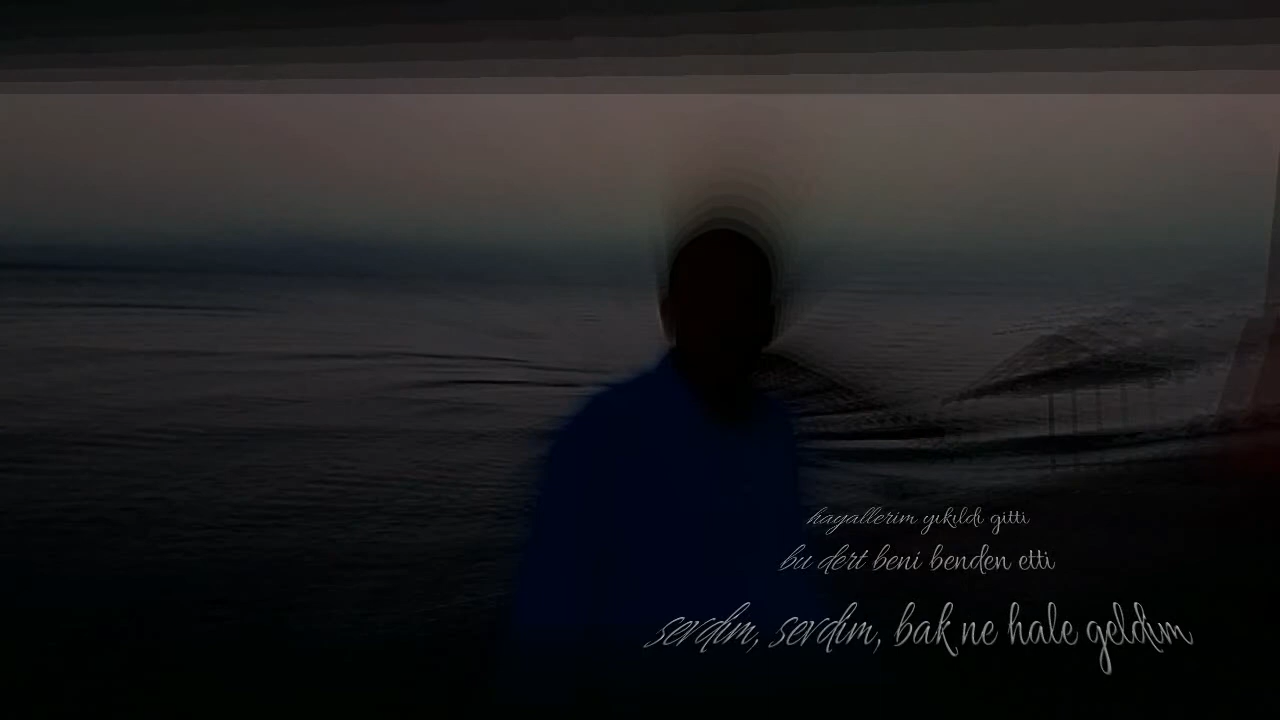 hayallerim yıkıldı gitti
bu dert beni benden etti
sevdim, sevdim, bak ne hale geldim